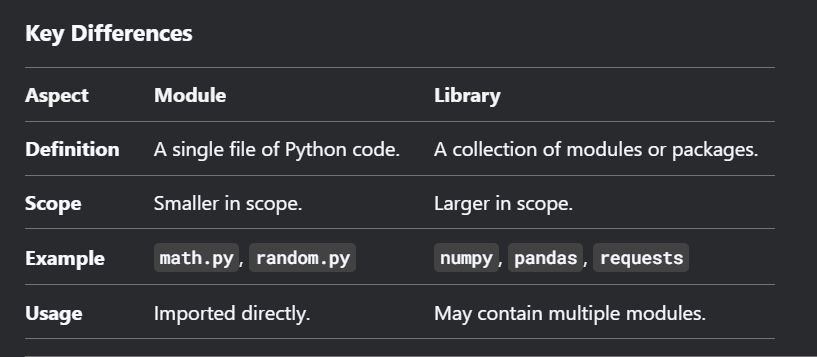 Key Differences
Aspect Module Library
Definition A single file of Python code. A collection of modules or packages.
Scope Smaller in scope. Larger in scope.
Example math.py, random.py numpy, pandas, requests
Usage Imported directly. May contain multiple modules.